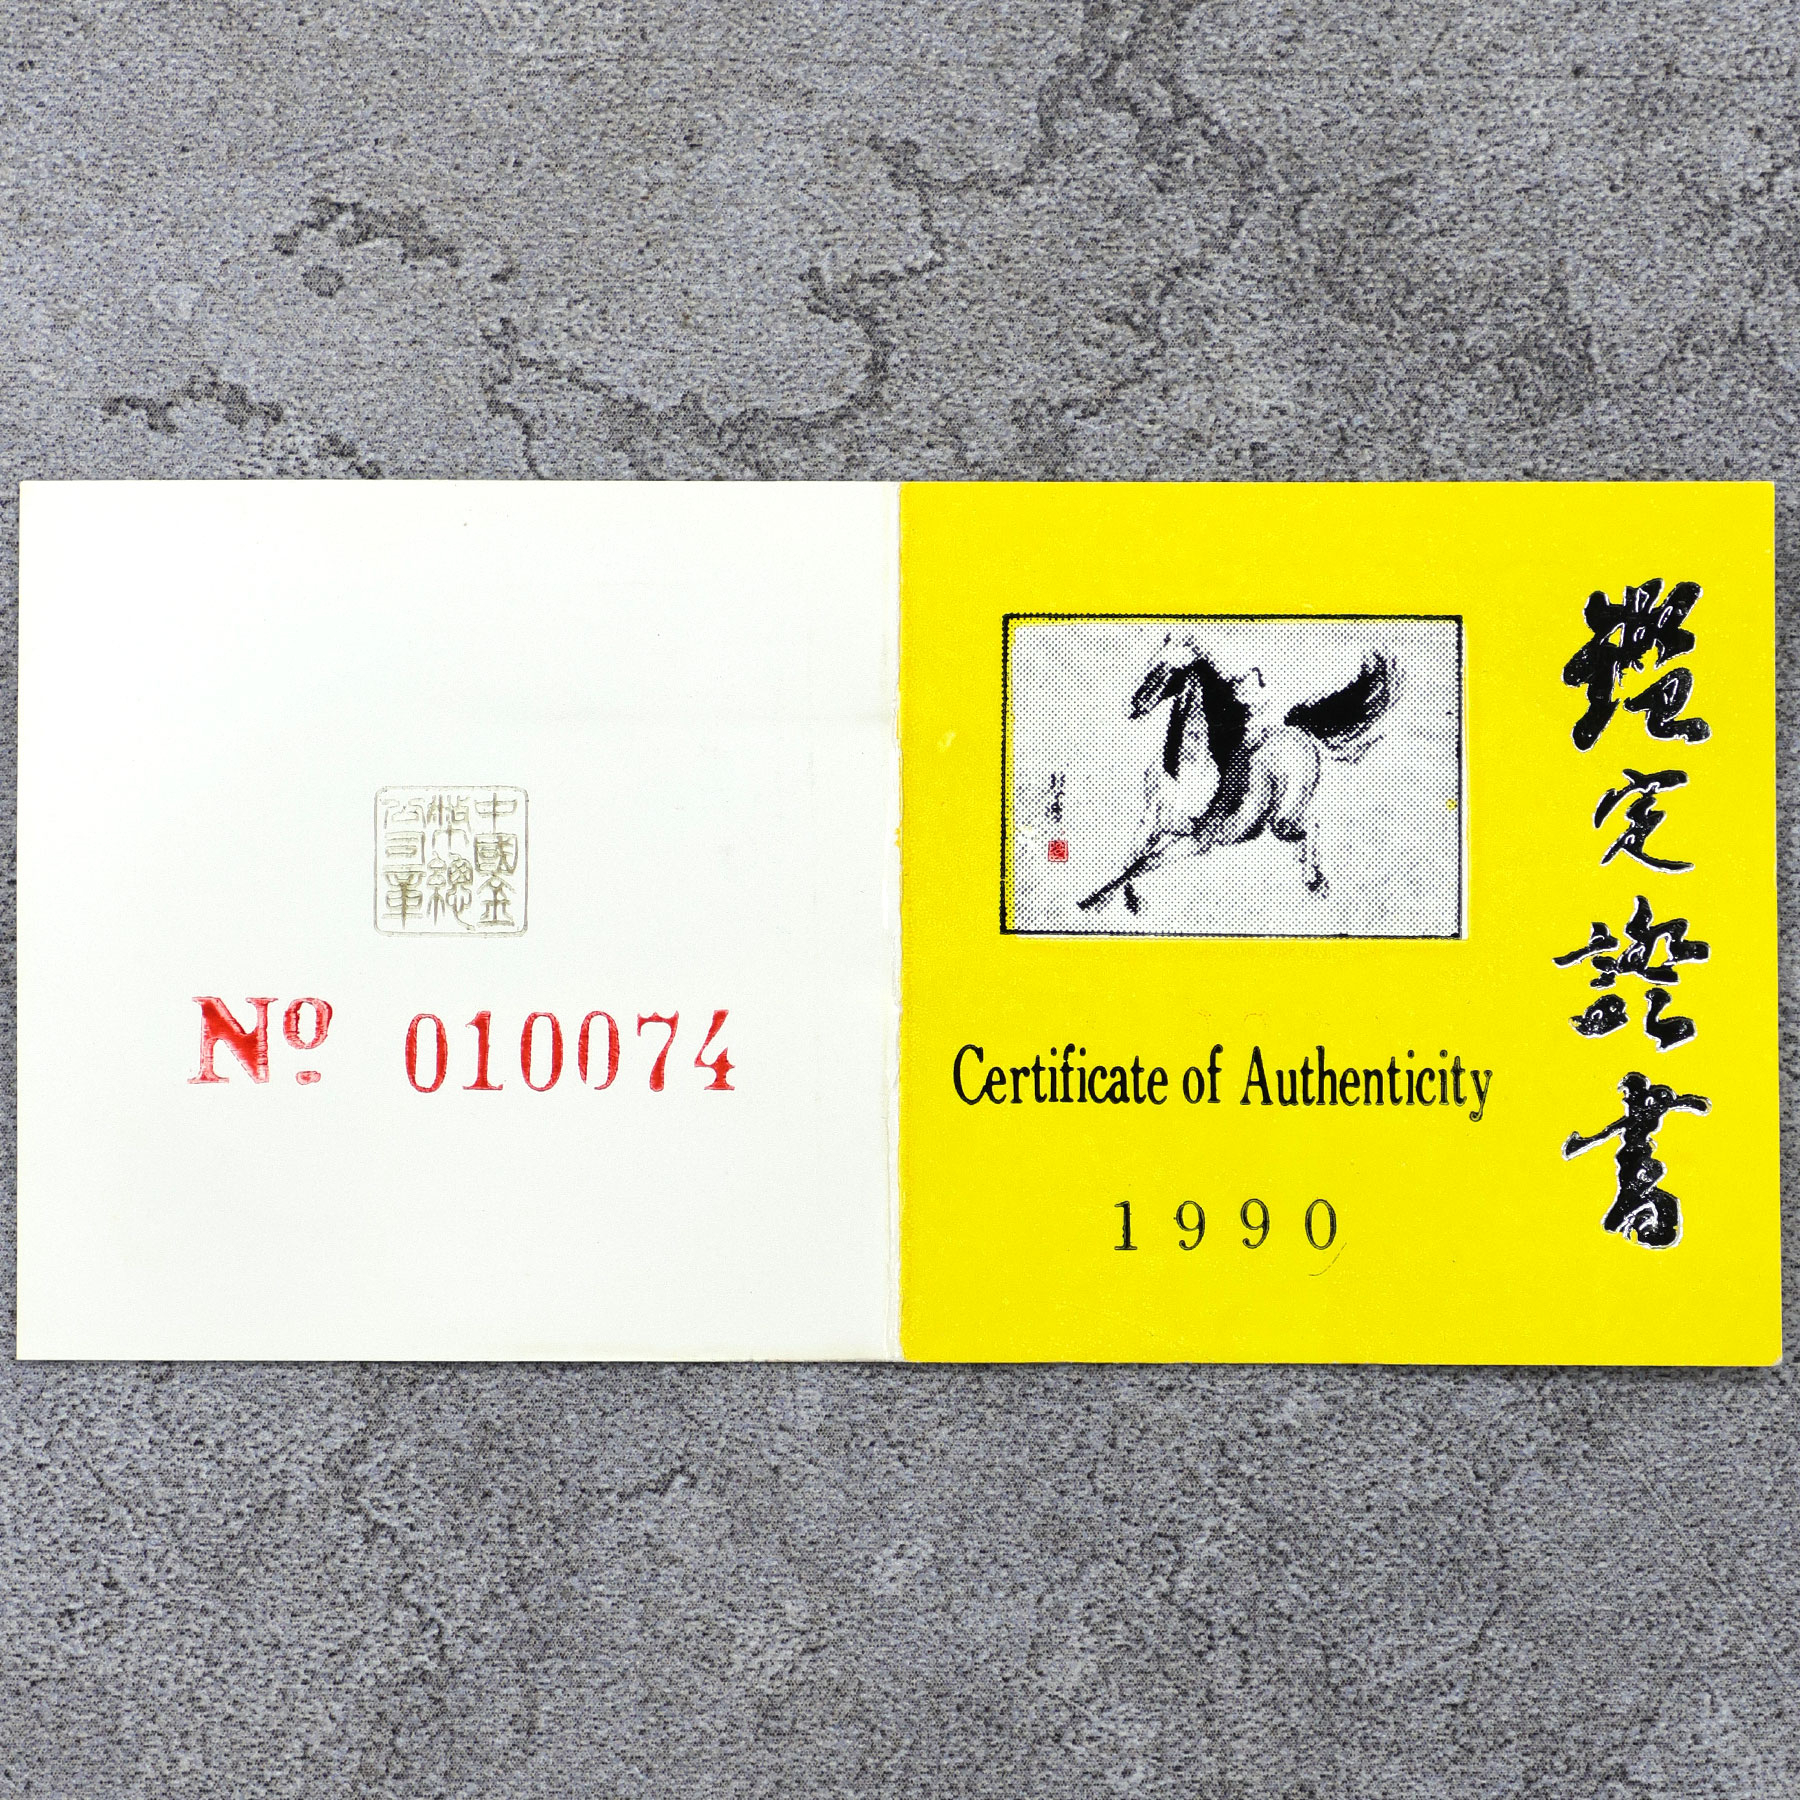 中國金
幣總
公司章
Nº. 010074
Certificate of Authenticity
1990
鑑定證書